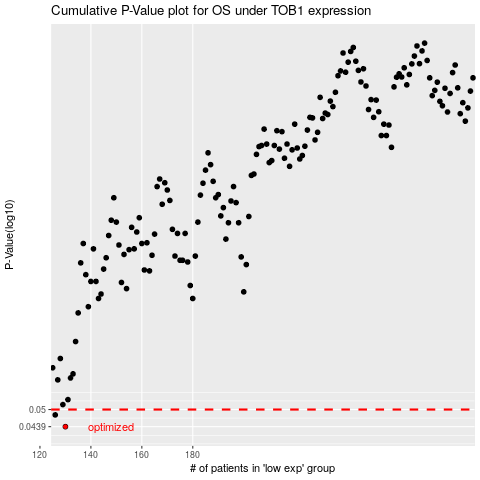 Cumulative P-Value plot for OS under TOB1 expression
P-Value(log10)
0.05
0.0439
optimized
120 140 160 180
# of patients in 'low exp' group